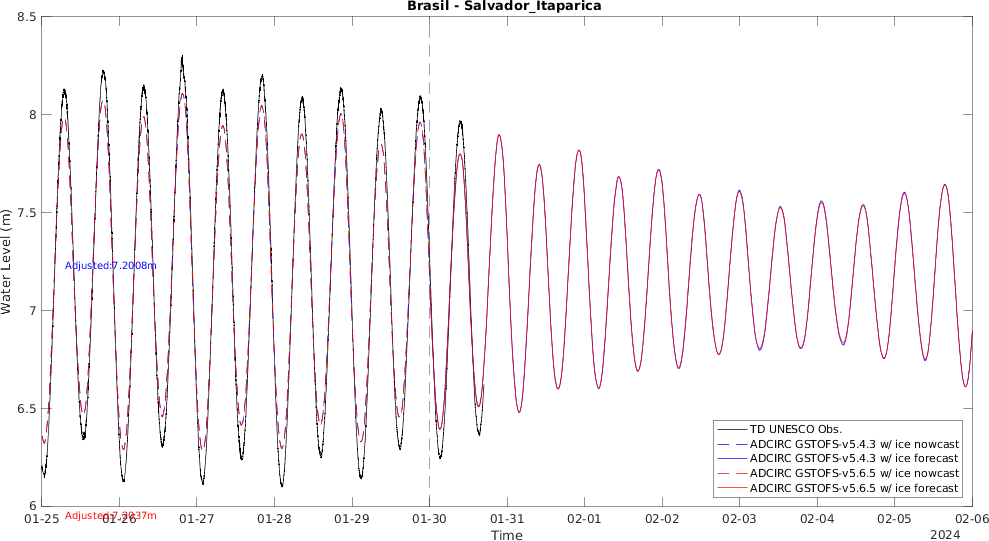 Brasil - Salvador_Itaparica
8.5
8
7.5
7
6.5
6
Water Level (m)
Adjusted:7.2008m
Adjusted:7.2037m
TD UNESCO Obs.
ADCIRC GSTOFS-v5.4.3 w/ ice nowcast
ADCIRC GSTOFS-v5.4.3 w/ ice forecast
ADCIRC GSTOFS-v5.6.5 w/ ice nowcast
ADCIRC GSTOFS-v5.6.5 w/ ice forecast
01-25 01-26 01-27 01-28 01-29 01-30 01-31 02-01 02-02 02-03 02-04 02-05 02-06
Time
2024